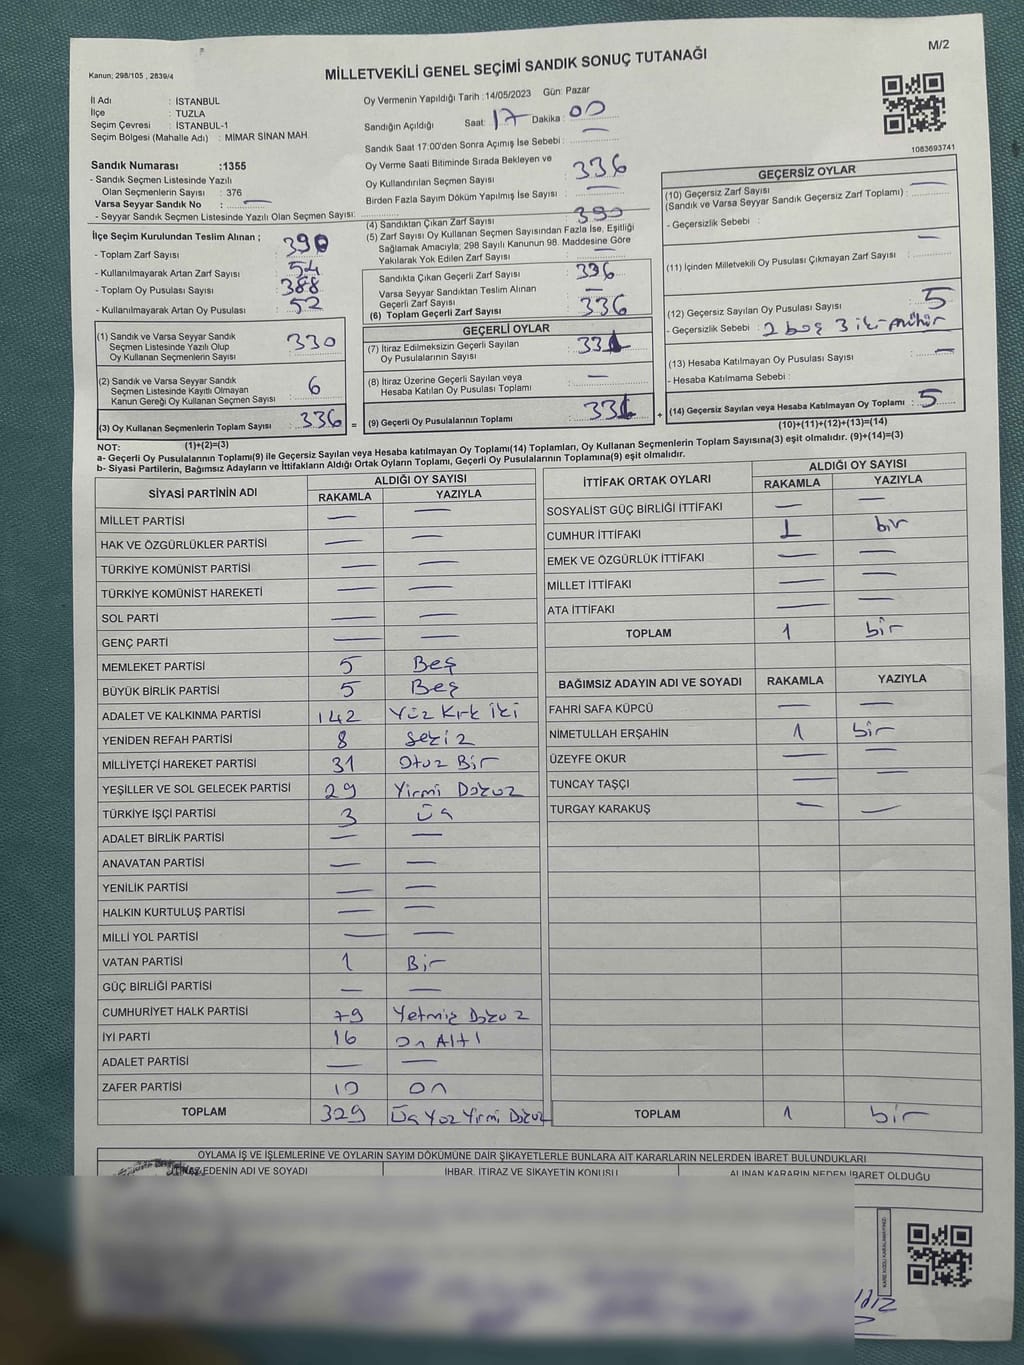 M/2
Kanun; 298/105 , 2839/4
MİLLETVEKİLİ GENEL SEÇİMİ SANDIK SONUÇ TUTANAĞI
İl Adı : İSTANBUL
İlçe : TUZLA
Seçim Çevresi : İSTANBUL-1
Seçim Bölgesi (Mahalle Adı) : MİMAR SİNAN MAH.
Oy Vermenin Yapıldığı Tarih : 14/05/2023 Gün: Pazar
Sandığın Açıldığı Saat: 17 Dakika : 00
Sandık Saat 17:00'den Sonra Açımış İse Sebebi : —
1083693741
Sandık Numarası :1355
- Sandık Seçmen Listesinde Yazılı
Olan Seçmenlerin Sayısı : 376
Varsa Seyyar Sandık No : —
- Seyyar Sandık Seçmen Listesinde Yazılı Olan Seçmen Sayısı:
Oy Verme Saati Bitiminde Sırada Bekleyen ve
Oy Kullandırılan Seçmen Sayısı : 336
Birden Fazla Sayım Döküm Yapılmış İse Sayısı : —
İlçe Seçim Kurulundan Teslim Alınan ;
- Toplam Zarf Sayısı : 390
- Kullanılmayarak Artan Zarf Sayısı : 54
- Toplam Oy Pusulası Sayısı : 388
- Kullanılmayarak Artan Oy Pusulası : 52
(1) Sandık ve Varsa Seyyar Sandık
Seçmen Listesinde Yazılı Olup
Oy Kullanan Seçmenlerin Sayısı : 330
(2) Sandık ve Varsa Seyyar Sandık
Seçmen Listesinde Kayıtlı Olmayan
Kanun Gereği Oy Kullanan Seçmen Sayısı : 6
(3) Oy Kullanan Seçmenlerin Toplam Sayısı : 336
(1)+(2)=(3)
(4) Sandıktan Çıkan Zarf Sayısı : 390
(5) Zarf Sayısı Oy Kullanan Seçmen Sayısından Fazla İse, Eşitliği
Sağlamak Amacıyla; 298 Sayılı Kanunun 98. Maddesine Göre
Yakılarak Yok Edilen Zarf Sayısı : —
Sandıkta Çıkan Geçerli Zarf Sayısı : 336
Varsa Seyyar Sandıktan Teslim Alınan
Geçerli Zarf Sayısı : —
(6) Toplam Geçerli Zarf Sayısı : 336
GEÇERLİ OYLAR
(7) İtiraz Edilmeksizin Geçerli Sayılan
Oy Pusulalarının Sayısı : 331
(8) İtiraz Üzerine Geçerli Sayılan veya
Hesaba Katılan Oy Pusulası Toplamı : —
= (9) Geçerli Oy Pusulalarının Toplamı : 331 +
GEÇERSİZ OYLAR
(10) Geçersiz Zarf Sayısı
(Sandık ve Varsa Seyyar Sandık Geçersiz Zarf Toplamı) : —
- Geçersizlik Sebebi : —
(11) İçinden Milletvekili Oy Pusulası Çıkmayan Zarf Sayısı :
(12) Geçersiz Sayılan Oy Pusulası Sayısı : 5
- Geçersizlik Sebebi : 2 boş 3 iki mühür
(13) Hesaba Katılmayan Oy Pusulası Sayısı : —
- Hesaba Katılmama Sebebi :
(14) Geçersiz Sayılan veya Hesaba Katılmayan Oy Toplamı : 5
(10)+(11)+(12)+(13)=(14)
NOT:
a- Geçerli Oy Pusulalarının Toplamı(9) ile Geçersiz Sayılan veya Hesaba katılmayan Oy Toplamı(14) Toplamları, Oy Kullanan Seçmenlerin Toplam Sayısına(3) eşit olmalıdır. (9)+(14)=(3)
b- Siyasi Partilerin, Bağımsız Adayların ve İttifakların Aldığı Ortak Oyların Toplamı, Geçerli Oy Pusulalarının Toplamına(9) eşit olmalıdır.
SİYASİ PARTİNİN ADI ALDIĞI OY SAYISI
RAKAMLA YAZIYLA
MİLLET PARTİSİ — —
HAK VE ÖZGÜRLÜKLER PARTİSİ — —
TÜRKİYE KOMÜNİST PARTİSİ — —
TÜRKİYE KOMÜNİST HAREKETİ — —
SOL PARTİ — —
GENÇ PARTİ — —
MEMLEKET PARTİSİ 5 Beş
BÜYÜK BİRLİK PARTİSİ 5 Beş
ADALET VE KALKINMA PARTİSİ 142 Yüz Kırk İki
YENİDEN REFAH PARTİSİ 8 Sekiz
MİLLİYETÇİ HAREKET PARTİSİ 31 Otuz Bir
YEŞİLLER VE SOL GELECEK PARTİSİ 29 Yirmi Dokuz
TÜRKİYE İŞÇİ PARTİSİ 3 Üç
ADALET BİRLİK PARTİSİ — —
ANAVATAN PARTİSİ — —
YENİLİK PARTİSİ — —
HALKIN KURTULUŞ PARTİSİ — —
MİLLİ YOL PARTİSİ — —
VATAN PARTİSİ 1 Bir
GÜÇ BİRLİĞİ PARTİSİ — —
CUMHURİYET HALK PARTİSİ 79 Yetmiş Dokuz
İYİ PARTİ 16 On Altı
ADALET PARTİSİ — —
ZAFER PARTİSİ 10 On
TOPLAM 329 Üç Yüz Yirmi Dokuz
İTTİFAK ORTAK OYLARI ALDIĞI OY SAYISI
RAKAMLA YAZIYLA
SOSYALİST GÜÇ BİRLİĞİ İTTİFAKI — —
CUMHUR İTTİFAKI 1 bir
EMEK VE ÖZGÜRLÜK İTTİFAKI — —
MİLLET İTTİFAKI — —
ATA İTTİFAKI — —
TOPLAM 1 bir
BAĞIMSIZ ADAYIN ADI VE SOYADI RAKAMLA YAZIYLA
FAHRİ SAFA KÜPCÜ — —
NİMETULLAH ERŞAHİN 1 bir
ÜZEYFE OKUR — —
TUNCAY TAŞÇI — —
TURGAY KARAKUŞ — —
TOPLAM 1 bir
OYLAMA İŞ VE İŞLEMLERİNE VE OYLARIN SAYIM DÖKÜMÜNE DAİR ŞİKAYETLERLE BUNLARA AİT KARARLARIN NELERDEN İBARET BULUNDUKLARI
EDENİN ADI VE SOYADI İHBAR, İTİRAZ VE ŞİKAYETİN KONUSU ALINAN KARARIN NEDEN İBARET OLDUĞU
KARE KODU KARALAMAYINIZ!